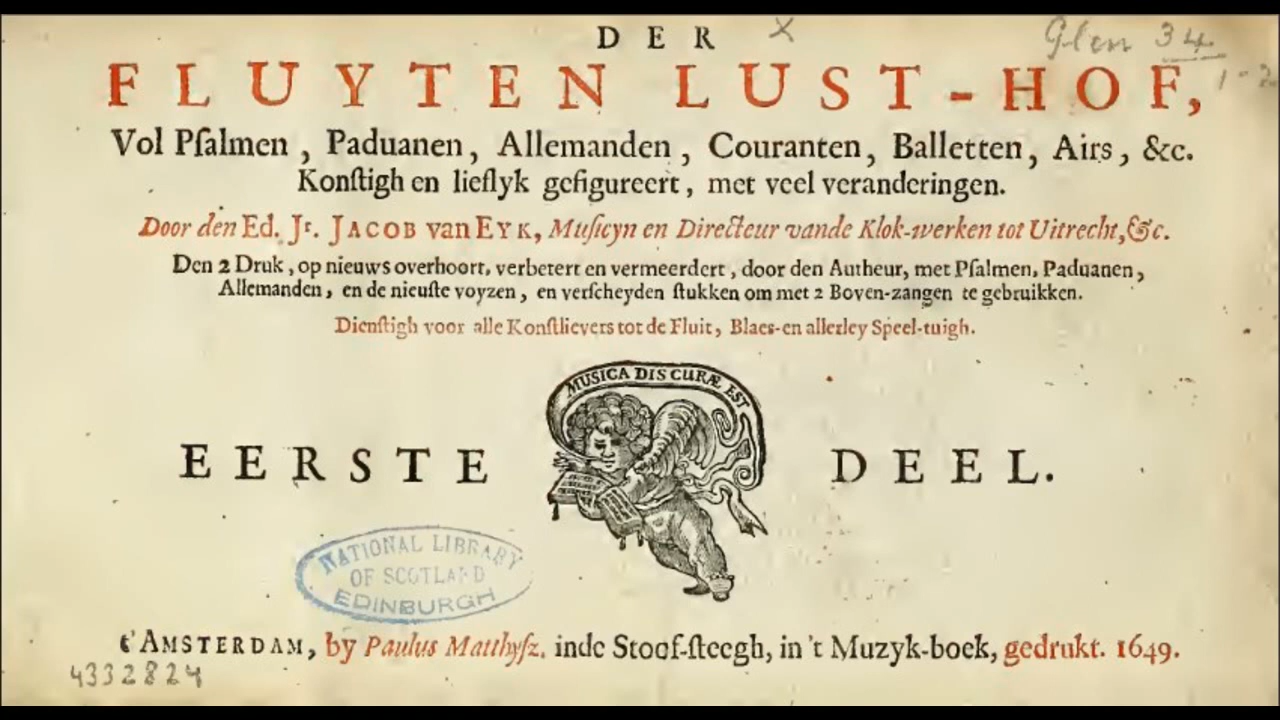 DER
Glen 34
1-2
FLUYTEN LUST-HOF,
Vol Pſalmen, Paduanen, Allemanden, Couranten, Balletten, Airs, &c.
Konſtigh en lieflyk gefigureert, met veel veranderingen.
Door den Ed. Jr. JACOB van EYK, Muſicyn en Directeur vande Klok-werken tot Uitrecht, &c.
Den 2 Druk, op nieuws overhoort, verbetert en vermeerdert, door den Autheur, met Pſalmen, Paduanen,
Allemanden, en de nieuſte voyzen, en verſcheyden ſtukken om met 2 Boven-zangen te gebruikken.
Dienſtigh voor alle Konſtlievers tot de Fluit, Blaes-en allerley Speel-tuigh.
MUSICA DIS CURÆ EST
EERSTE DEEL.
NATIONAL LIBRARY
OF SCOTLAND
EDINBURGH
t'AMSTERDAM, by Paulus Matthyſz. inde Stoof-ſteegh, in 't Muzyk-boek, gedrukt. 1649.
4332824